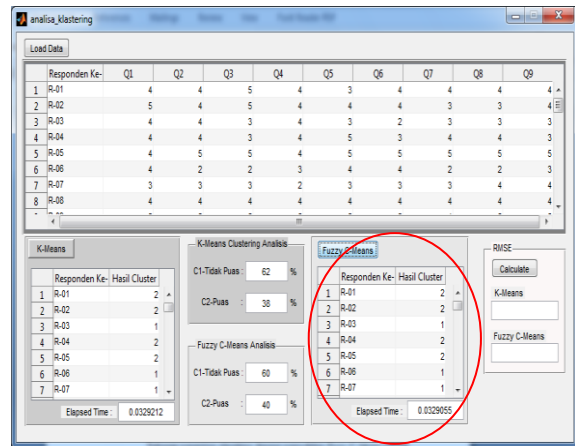 analisa_klastering
Load Data
Responden Ke- Q1 Q2 Q3 Q4 Q5 Q6 Q7 Q8 Q9
1 R-01 4 4 5 4 3 4 4 4 4
2 R-02 5 4 5 4 4 4 3 3 4
3 R-03 4 4 3 4 3 2 3 3 3
4 R-04 4 4 3 4 5 3 4 4 3
5 R-05 4 5 5 4 5 5 5 5 5
6 R-06 4 2 2 3 4 4 2 2 3
7 R-07 3 3 3 2 3 3 3 4 4
8 R-08 4 4 4 4 4 4 4 4 4
K-Means
Responden Ke- Hasil Cluster
1 R-01 2
2 R-02 2
3 R-03 1
4 R-04 2
5 R-05 2
6 R-06 1
7 R-07 1
Elapsed Time : 0.0329212
K-Means Clustering Analisis
C1-Tidak Puas : 62 %
C2-Puas : 38 %
Fuzzy C-Means Analisis
C1-Tidak Puas : 60 %
C2-Puas : 40 %
Fuzzy C-Means
Responden Ke- Hasil Cluster
1 R-01 2
2 R-02 2
3 R-03 1
4 R-04 2
5 R-05 2
6 R-06 1
7 R-07 1
Elapsed Time : 0.0329055
RMSE
Calculate
K-Means
Fuzzy C-Means